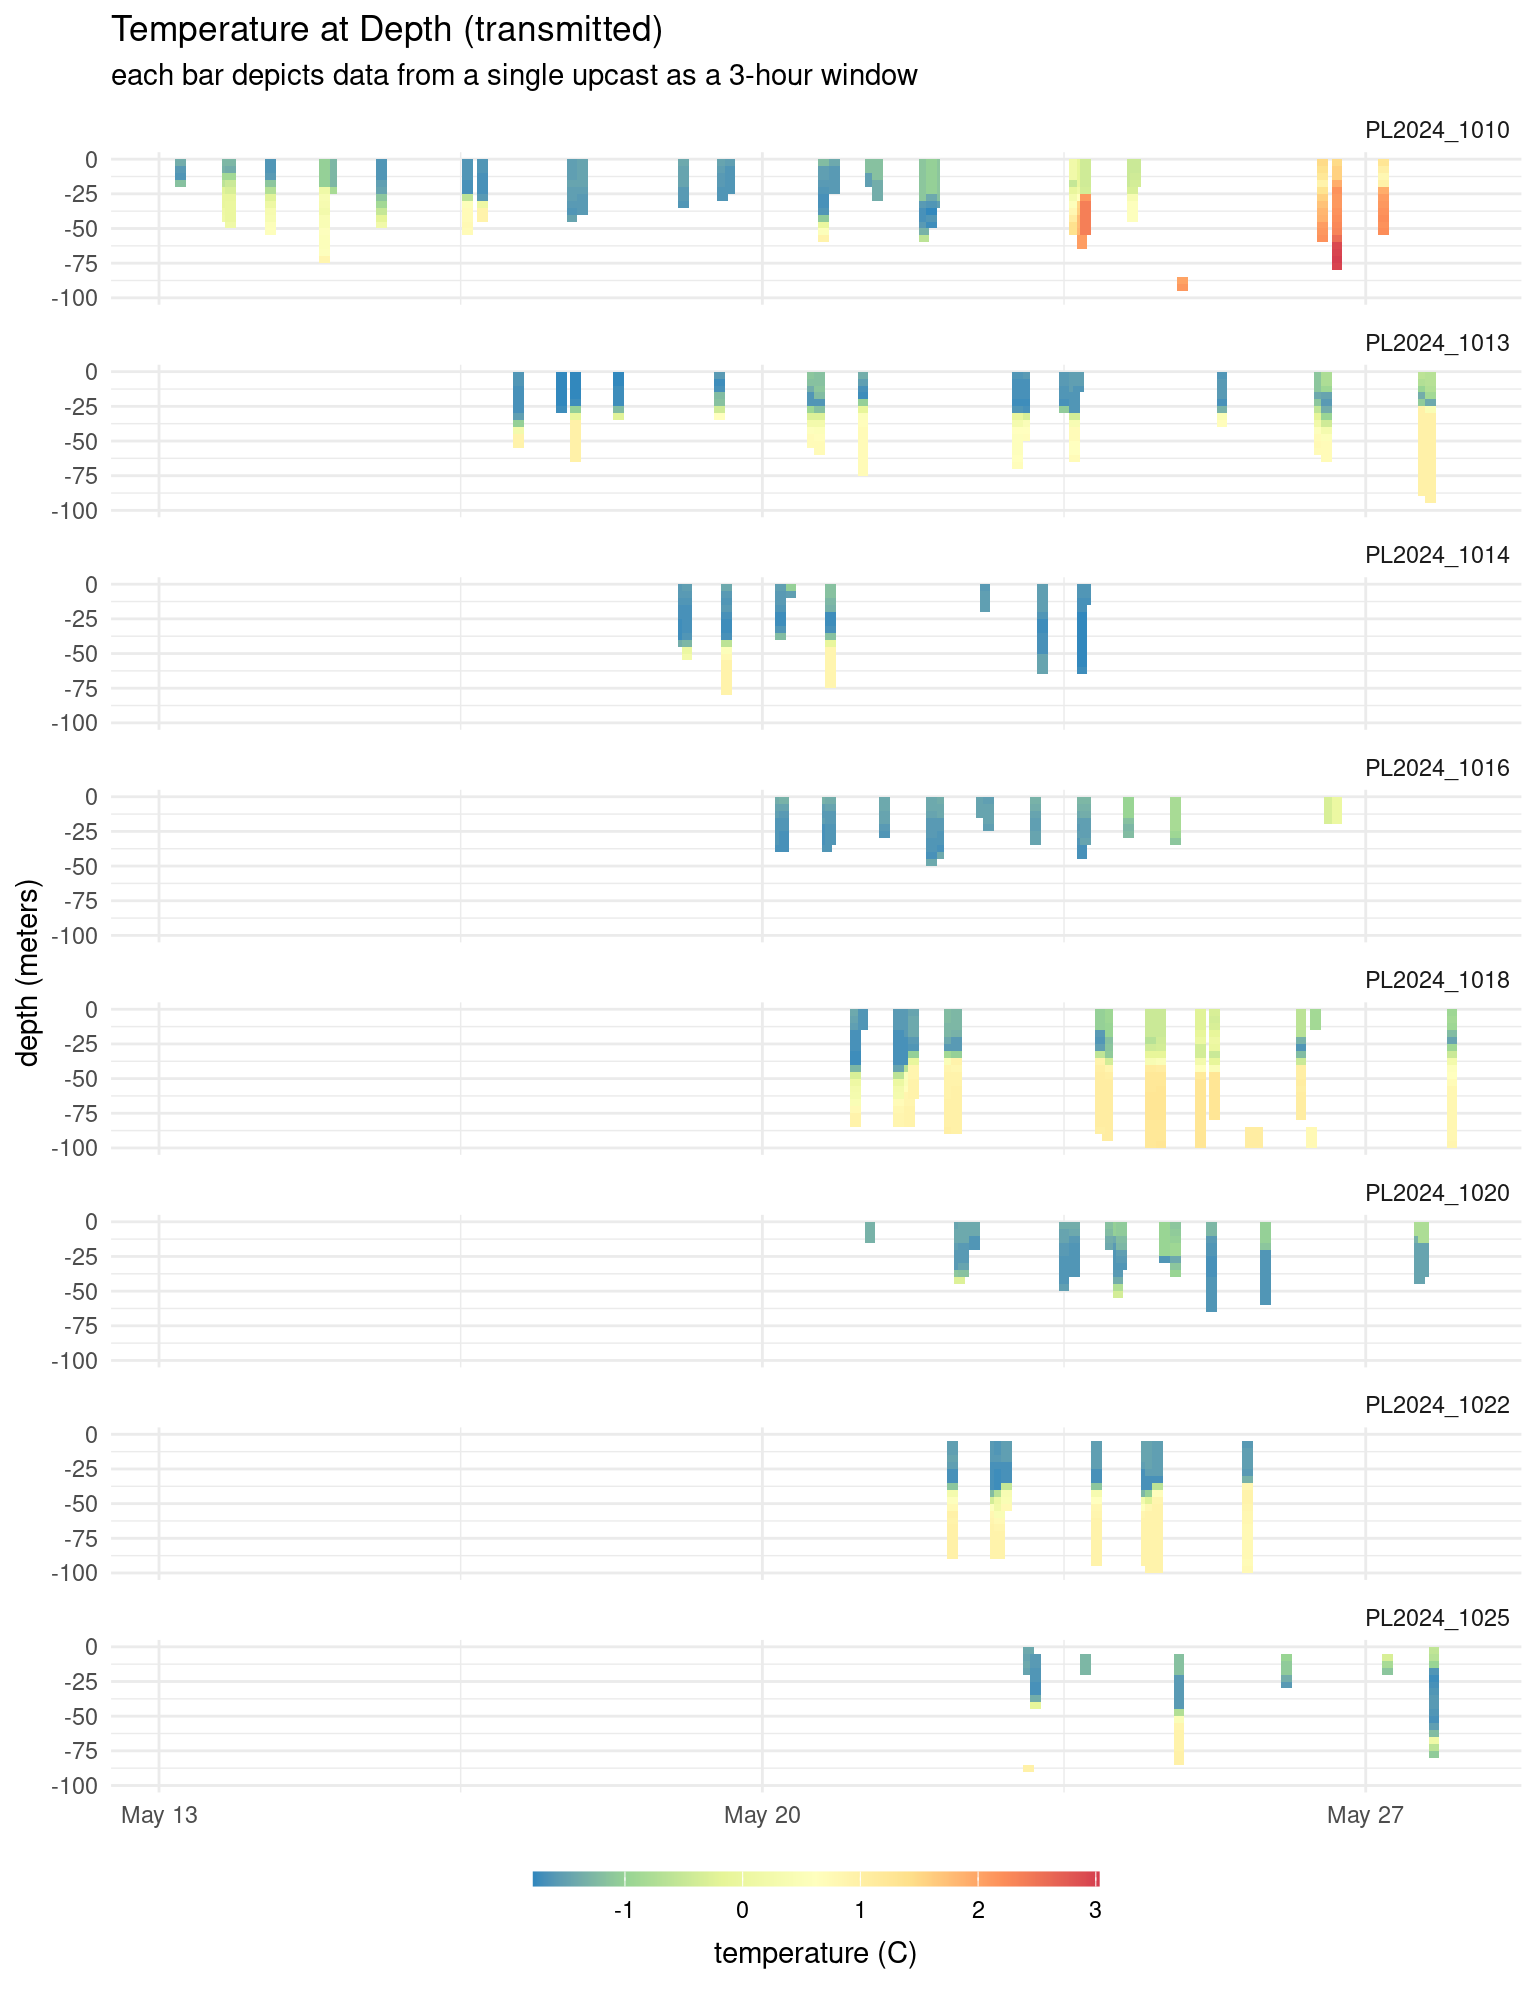 Temperature at Depth (transmitted)
each bar depicts data from a single upcast as a 3-hour window
PL2024_1010
0
-25
-50
-75
-100
PL2024_1013
0
-25
-50
-75
-100
PL2024_1014
0
-25
-50
-75
-100
PL2024_1016
0
-25
-50
-75
-100
depth (meters)
PL2024_1018
0
-25
-50
-75
-100
PL2024_1020
0
-25
-50
-75
-100
PL2024_1022
0
-25
-50
-75
-100
PL2024_1025
0
-25
-50
-75
-100
May 13 May 20 May 27
-1 0 1 2 3
temperature (C)